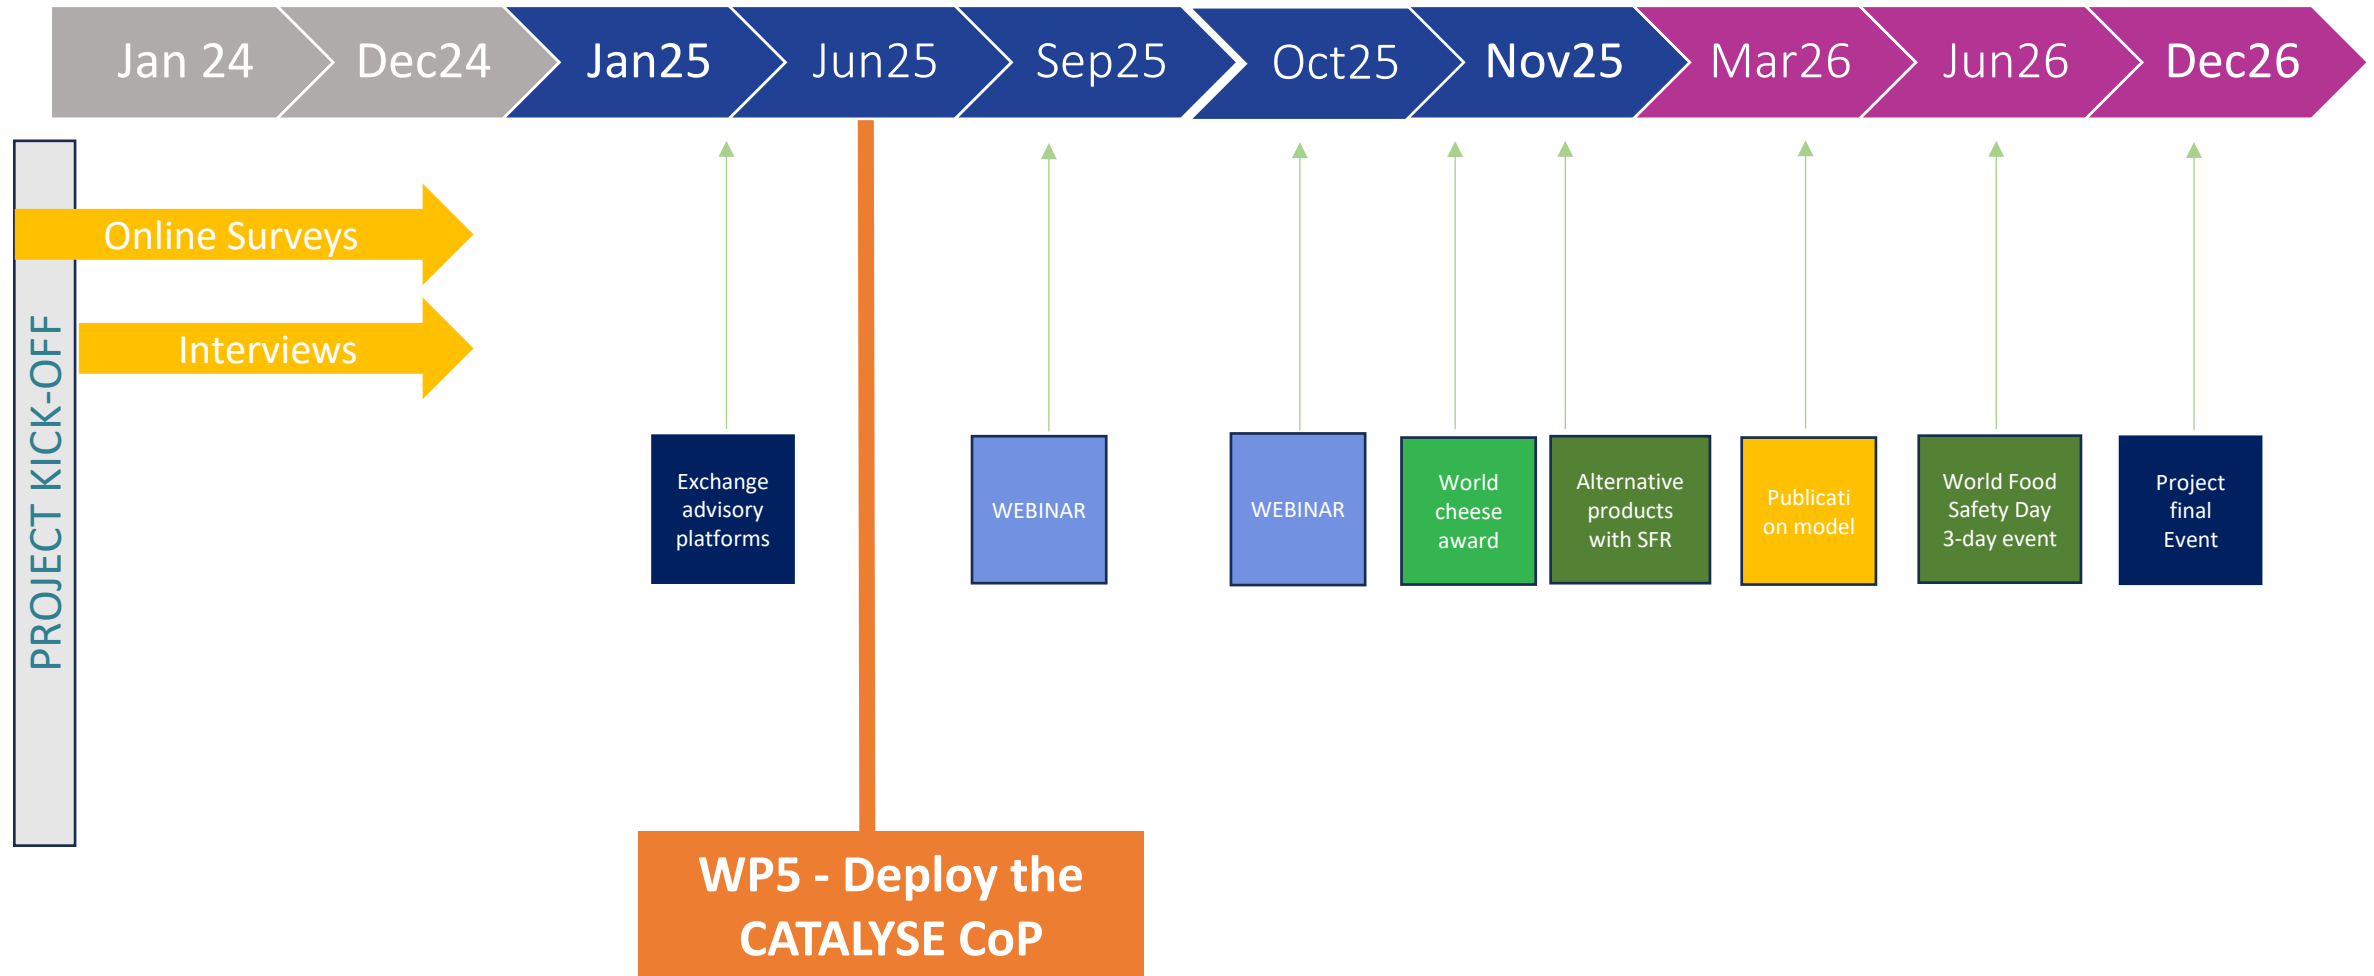 Jan 24
Dec24
Jan25
Jun25
Sep25
Oct25
Nov25
Mar26
Jun26
Dec26
PROJECT KICK-OFF
Online Surveys
Interviews
Exchange
advisory
platforms
WEBINAR
WEBINAR
World
cheese
award
Alternative
products
with SFR
Publicati
on model
World Food
Safety Day
3-day event
Project
final
Event
WP5 - Deploy the
CATALYSE CoP